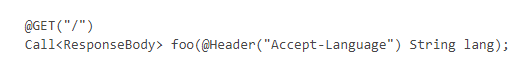 @GET("/")
Call<ResponseBody> foo(@Header("Accept-Language") String lang);